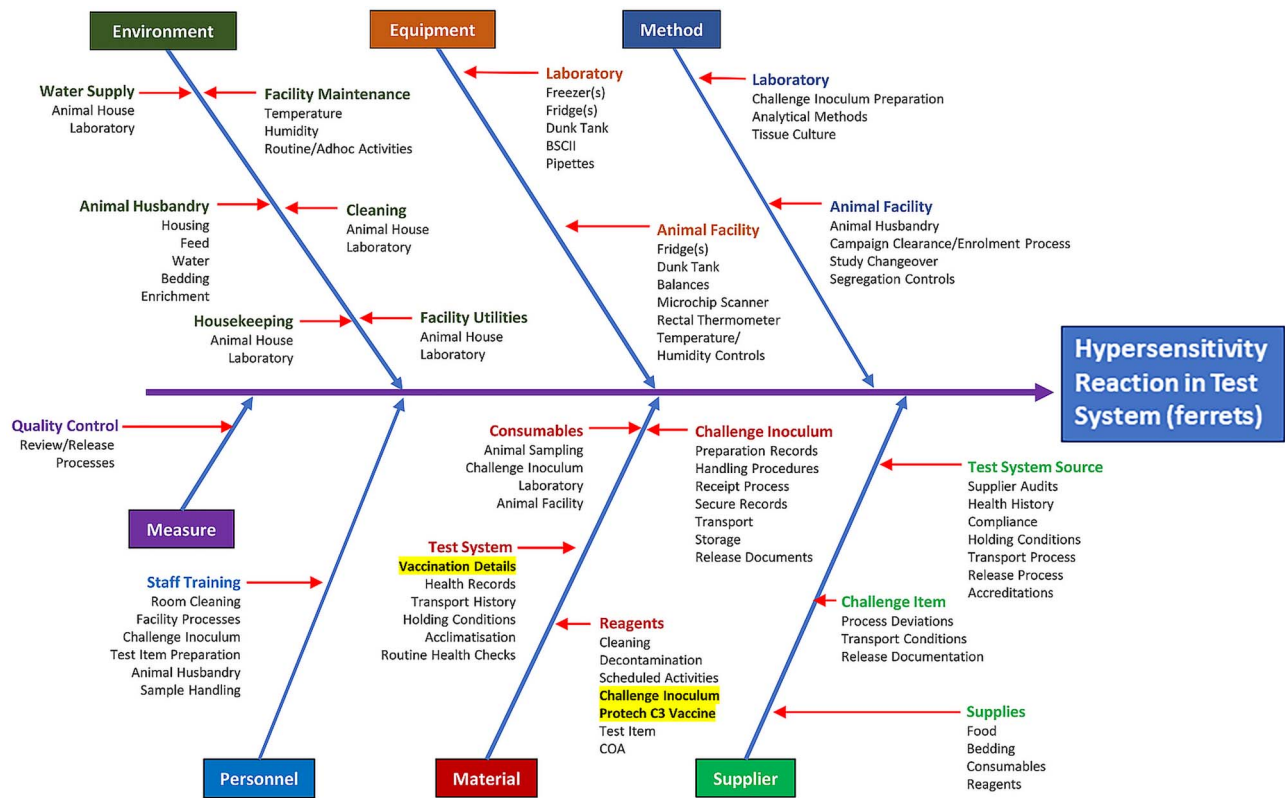 Environment
Equipment
Method
Water Supply
Animal House
Laboratory
Facility Maintenance
Temperature
Humidity
Routine/Adhoc Activities
Laboratory
Freezer(s)
Fridge(s)
Dunk Tank
BSCII
Pipettes
Laboratory
Challenge Inoculum Preparation
Analytical Methods
Tissue Culture
Animal Husbandry
Housing
Feed
Water
Bedding
Enrichment
Cleaning
Animal House
Laboratory
Animal Facility
Fridge(s)
Dunk Tank
Balances
Microchip Scanner
Rectal Thermometer
Temperature/
Humidity Controls
Animal Facility
Animal Husbandry
Campaign Clearance/Enrolment Process
Study Changeover
Segregation Controls
Housekeeping
Animal House
Laboratory
Facility Utilities
Animal House
Laboratory
Hypersensitivity
Reaction in Test
System (ferrets)
Quality Control
Review/Release
Processes
Measure
Consumables
Animal Sampling
Challenge Inoculum
Laboratory
Animal Facility
Challenge Inoculum
Preparation Records
Handling Procedures
Receipt Process
Secure Records
Transport
Storage
Release Documents
Test System Source
Supplier Audits
Health History
Compliance
Holding Conditions
Transport Process
Release Process
Accreditations
Staff Training
Room Cleaning
Facility Processes
Challenge Inoculum
Test Item Preparation
Animal Husbandry
Sample Handling
Test System
Vaccination Details
Health Records
Transport History
Holding Conditions
Acclimatisation
Routine Health Checks
Reagents
Cleaning
Decontamination
Scheduled Activities
Challenge Inoculum
Protech C3 Vaccine
Test Item
COA
Challenge Item
Process Deviations
Transport Conditions
Release Documentation
Supplies
Food
Bedding
Consumables
Reagents
Personnel
Material
Supplier